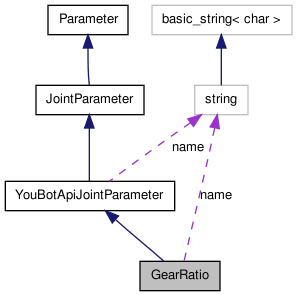 Parameter
basic_string< char >
JointParameter
string
name
YouBotApiJointParameter
name
GearRatio